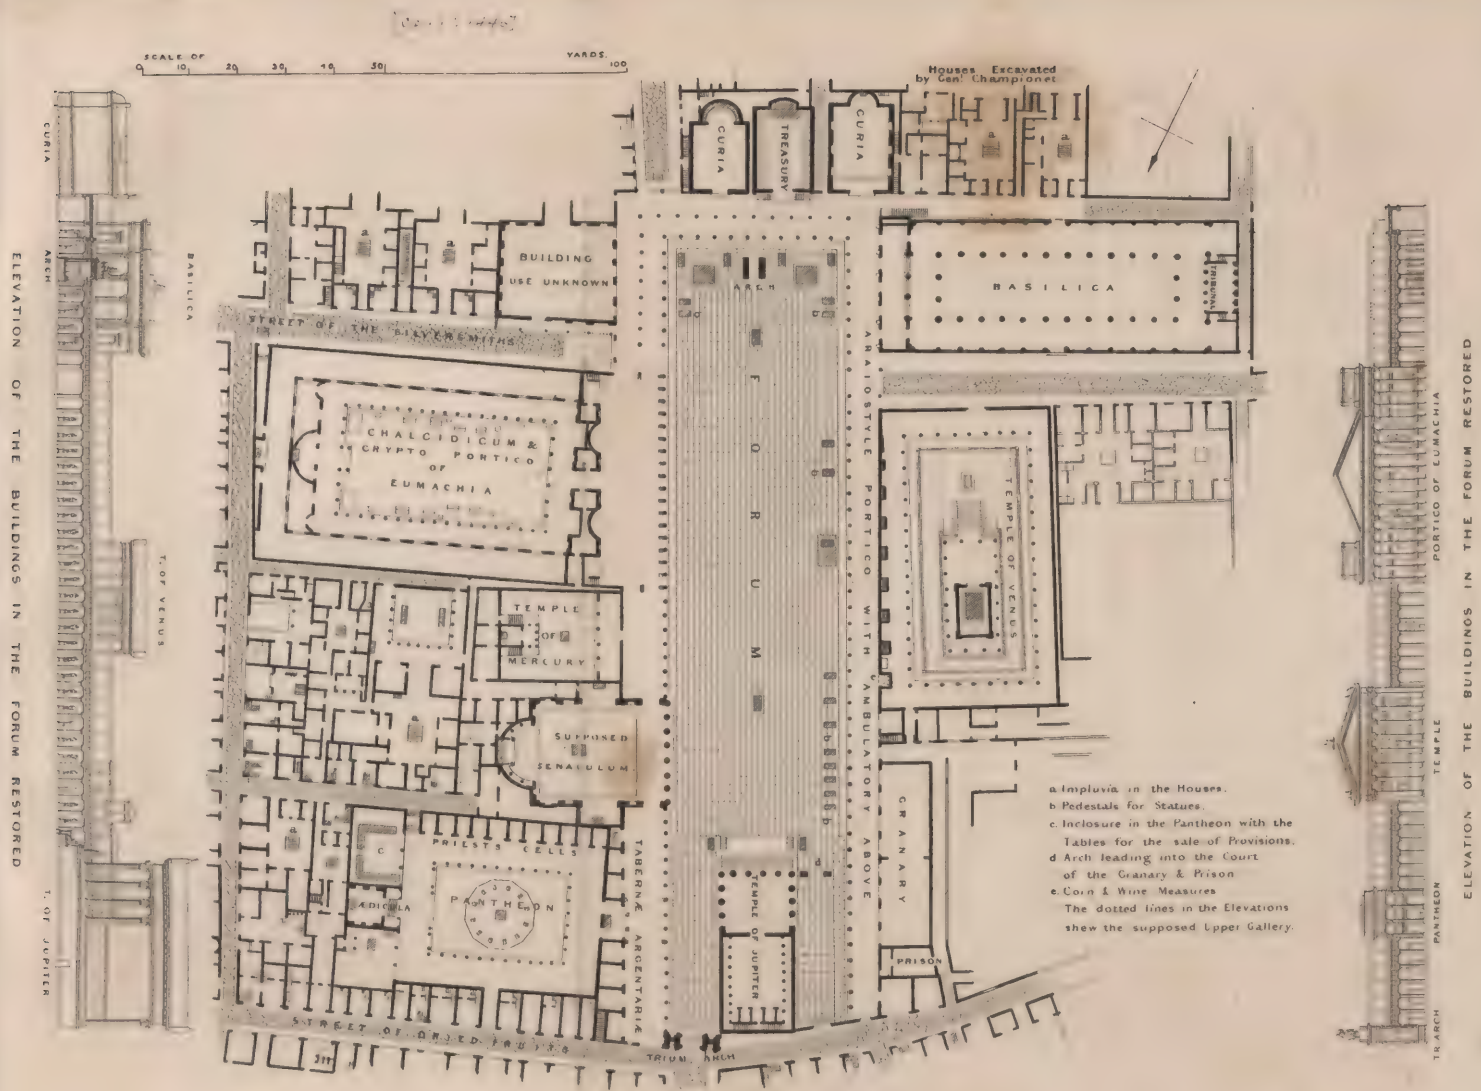 SCALE OF YARDS.
0 10 20 30 40 50 100
Houses Excavated
by Genl. Championet
CURIA
TREASURY
CURIA
a
a
a
a
BUILDING
USE UNKNOWN
ARCH
b
b
BASILICA
TRIBUNAL
STREET OF THE SILVERSMITHS
CHALCIDICUM &
CRYPTO PORTICO
OF
EUMACHIA
FORUM
b
ARAIOSTYLE PORTICO WITH AMBULATORY ABOVE
TEMPLE OF VENUS
TEMPLE
OF
MERCURY
a
SUPPOSED
SENACULUM
b
b
GRANARY
PRISON
a
C
PRIESTS CELLS
ÆDICULA
PANTHEON
TABERNÆ ARGENTARIÆ
d
TEMPLE OF JUPITER
STREET OF DRIED FRUITS
TRIUM. ARCH
a Impluvia in the Houses.
b Pedestals for Statues.
c. Inclosure in the Pantheon with the
Tables for the sale of Provisions.
d Arch leading into the Court
of the Granary & Prison
e. Corn & Wine Measures
The dotted lines in the Elevations
shew the supposed Upper Gallery.
CURIA
ARCH
BASILICA
T. OF VENUS
T. OF JUPITER
ELEVATION OF THE BUILDINGS IN THE FORUM RESTORED
PORTICO OF EUMACHIA
TEMPLE
PANTHEON
TR. ARCH
ELEVATION OF THE BUILDINGS IN THE FORUM RESTORED